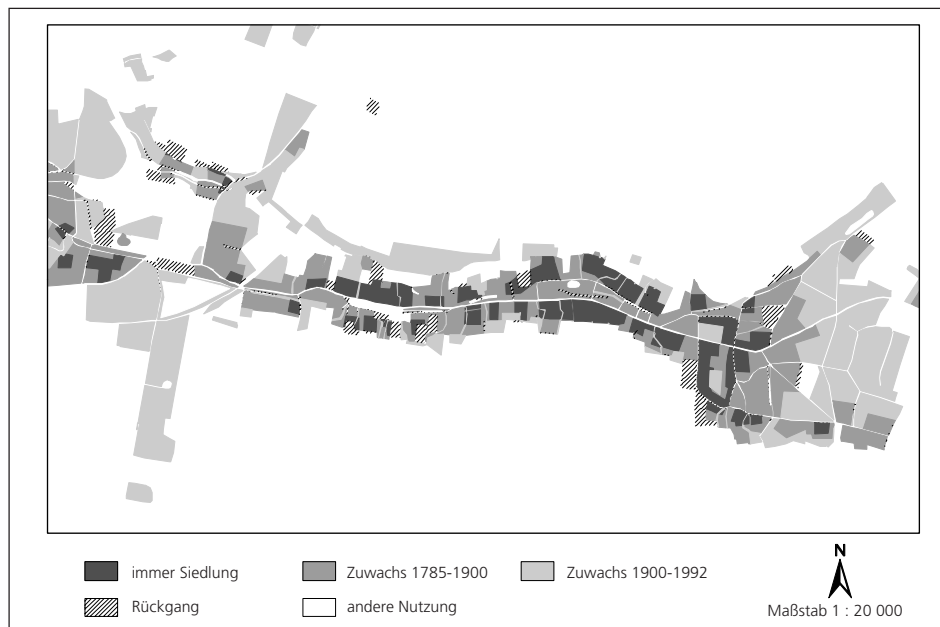 immer Siedlung
Zuwachs 1785-1900
Zuwachs 1900-1992
Rückgang
andere Nutzung
N
Maßstab 1 : 20 000